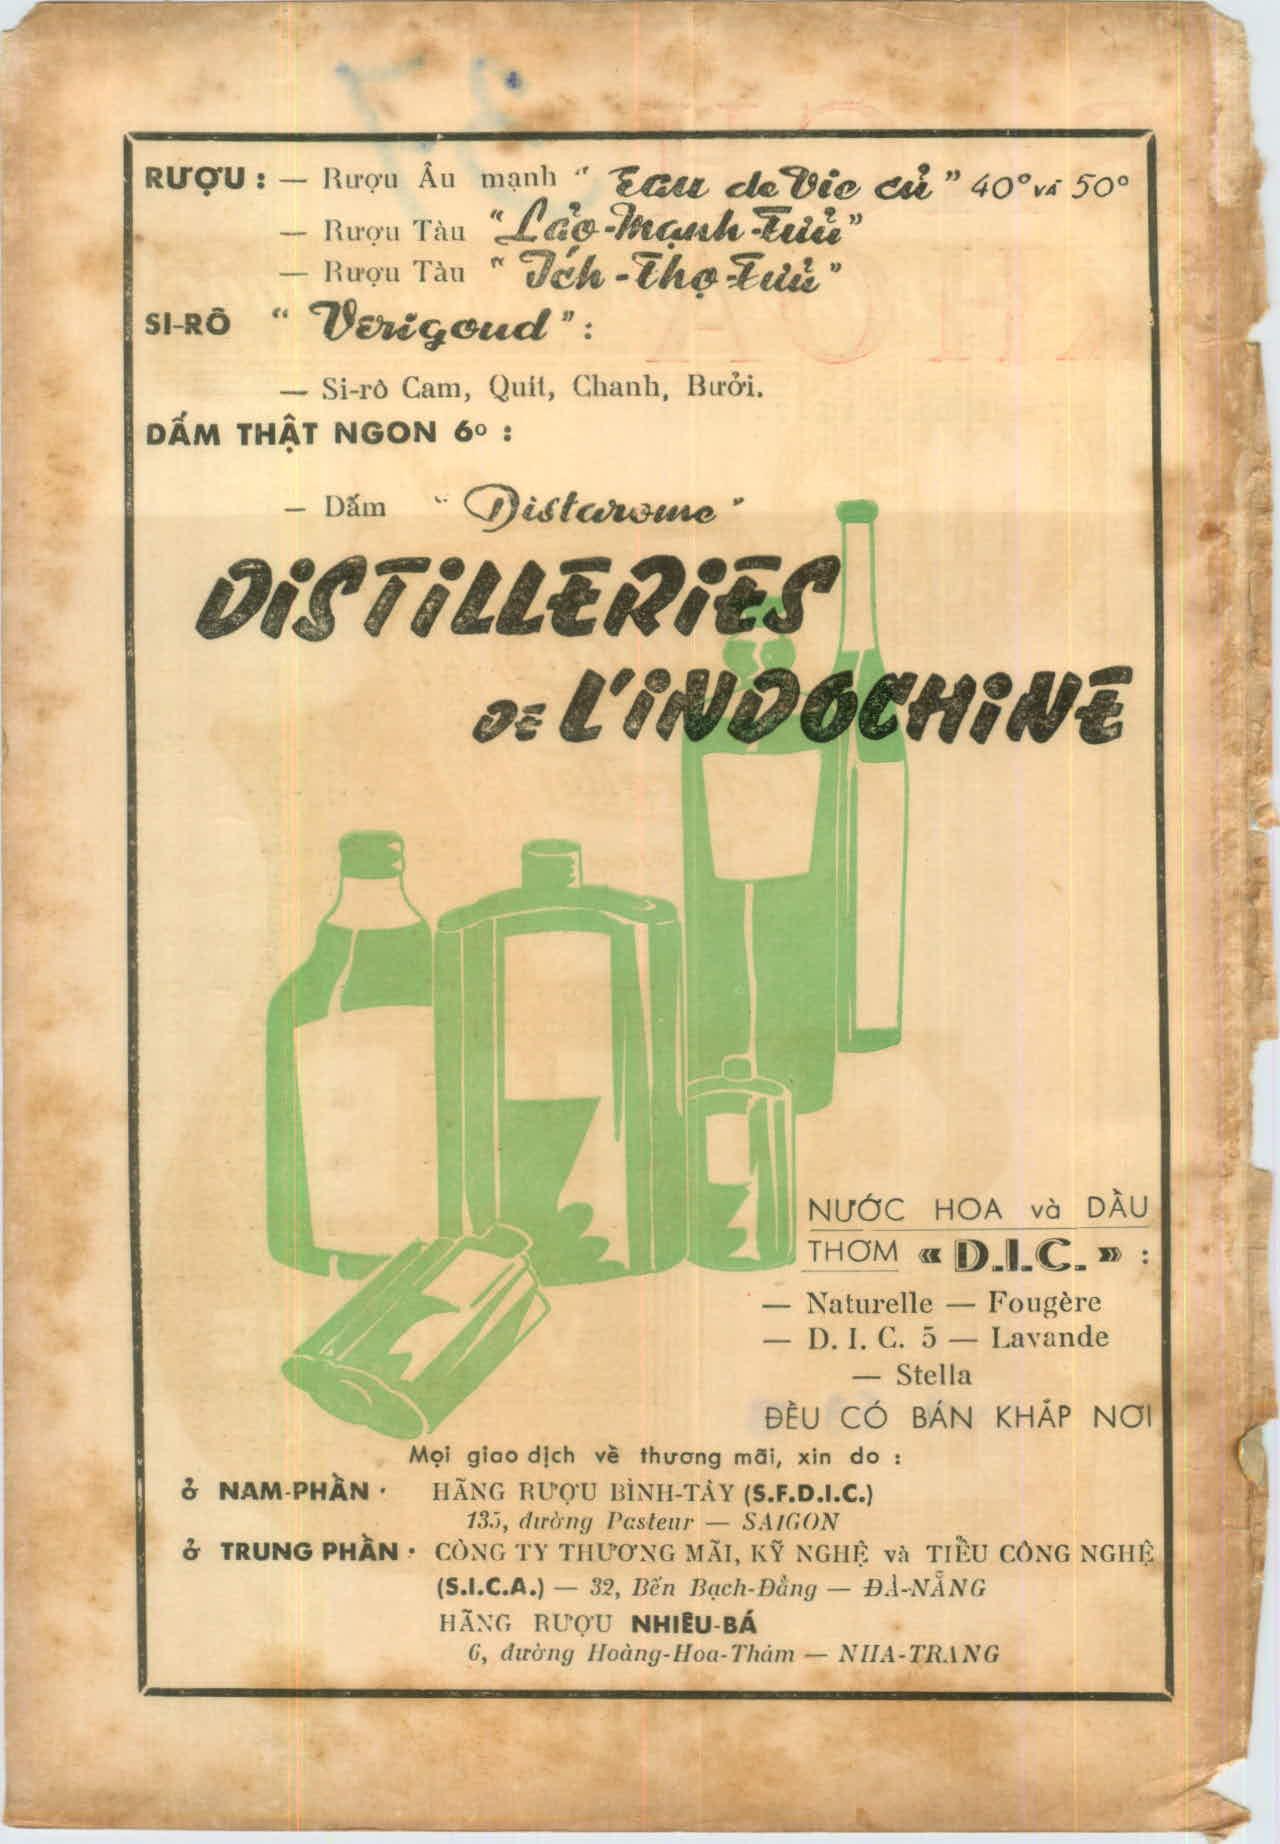 RƯỢU : — Rượu Âu mạnh " Eau de Vie củ " 40° và 50°
— Rượu Tàu " Lảo-Mạnh-Tửu "
— Rượu Tàu " Ích-Thọ-Tửu "
SI-RÔ " Verigoud " :
— Si-rô Cam, Quít, Chanh, Bưởi.
DẤM THẬT NGON 6º :
— Dấm " Distarome "
DISTILLERIES
DE L'INDOCHINE
NƯỚC HOA và DẦU
THƠM « D.I.C. » :
— Naturelle — Fougère
— D. I. C. 5 — Lavande
— Stella
ĐỀU CÓ BÁN KHẮP NƠI
Mọi giao dịch về thương mãi, xin do :
ở NAM-PHẦN · HÃNG RƯỢU BÌNH-TÂY (S.F.D.I.C.)
135, đường Pasteur — SAIGON
ở TRUNG PHẦN · CÔNG TY THƯƠNG MÃI, KỸ NGHỆ và TIỂU CÔNG NGHỆ
(S.I.C.A.) — 32, Bến Bạch-Đằng — ĐÀ-NẴNG
HÃNG RƯỢU NHIÊU-BÁ
6, đường Hoàng-Hoa-Thám — NHA-TRANG